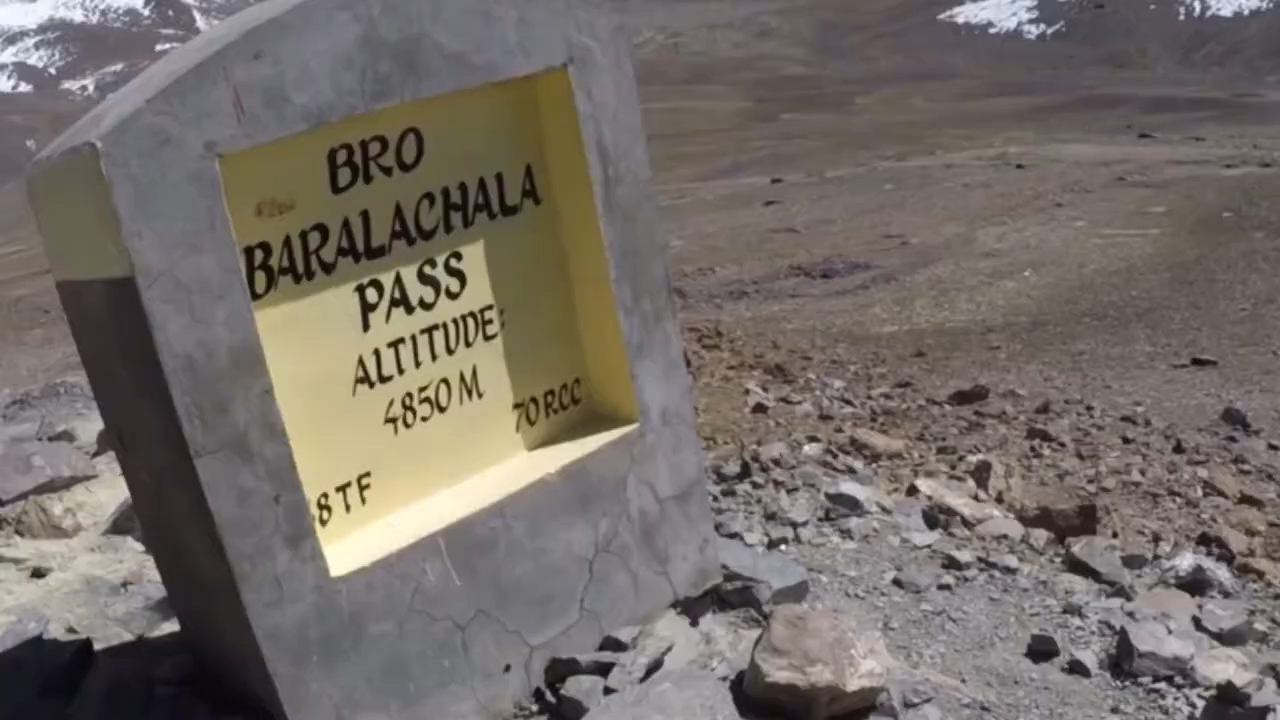 BRO
BARALACHALA
PASS
ALTITUDE:
4850 M
70 RCC
8 TF